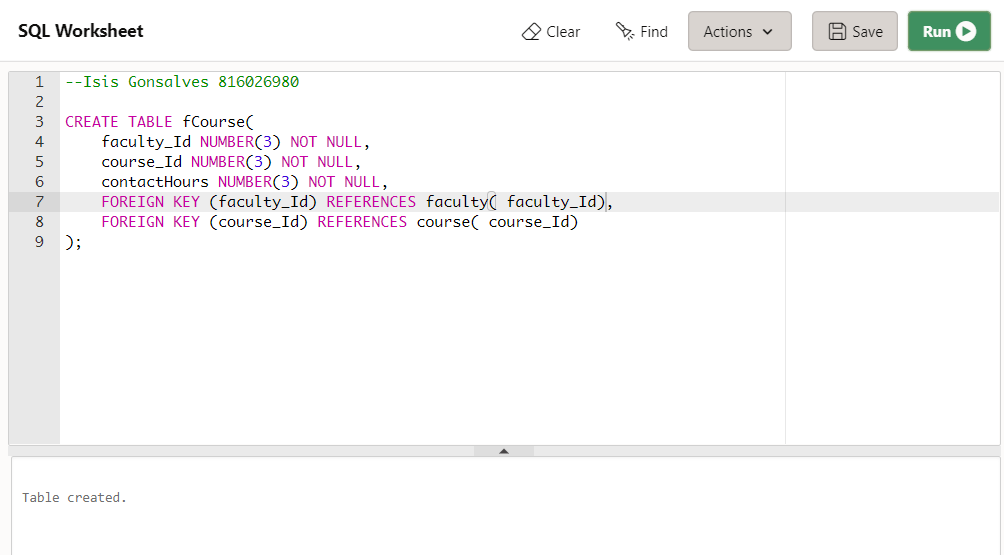 SQL Worksheet Clear Find Actions Save Run
1 --Isis Gonsalves 816026980
2
3 CREATE TABLE fCourse(
4 faculty_Id NUMBER(3) NOT NULL,
5 course_Id NUMBER(3) NOT NULL,
6 contactHours NUMBER(3) NOT NULL,
7 FOREIGN KEY (faculty_Id) REFERENCES faculty( faculty_Id),
8 FOREIGN KEY (course_Id) REFERENCES course( course_Id)
9 );
Table created.